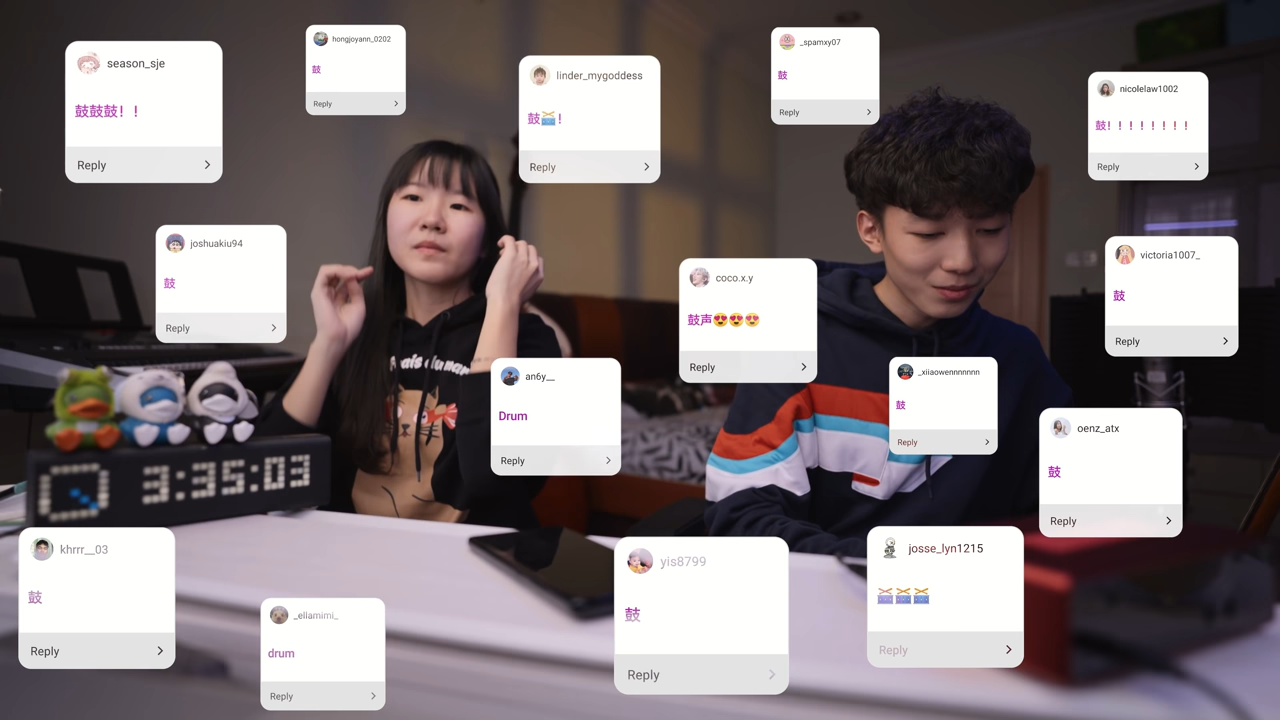 season_sje
鼓鼓鼓！！
Reply
hongjoyann_0202
鼓
Reply
linder_mygoddess
鼓🥁!
Reply
_spamxy07
鼓
Reply
nicolelaw1002
鼓！！！！！！！！
Reply
joshuakiu94
鼓
Reply
coco.x.y
鼓声😍😍😍
Reply
victoria1007_
鼓
Reply
an6y__
Drum
Reply
_xiiaowennnnnnn
鼓
Reply
oenz_atx
鼓
Reply
3:35:03
khrrr__03
鼓
Reply
_eliamimi_
drum
Reply
yis8799
鼓
Reply
josse_lyn1215
🥁🥁🥁
Reply